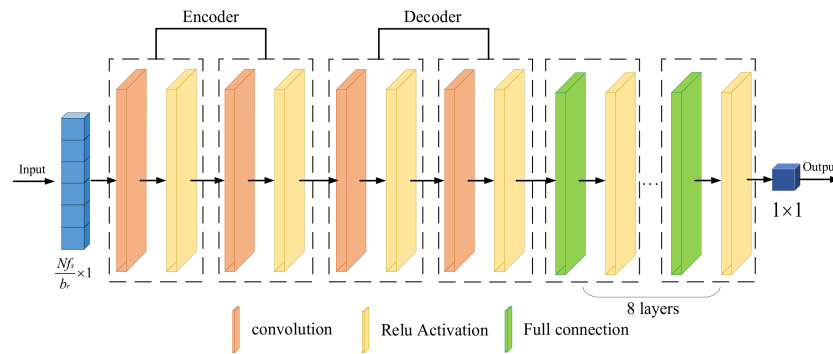 Encoder
Decoder
Input
Output
...
1×1
Nf_s/b_r ×1
8 layers
convolution
Relu Activation
Full connection